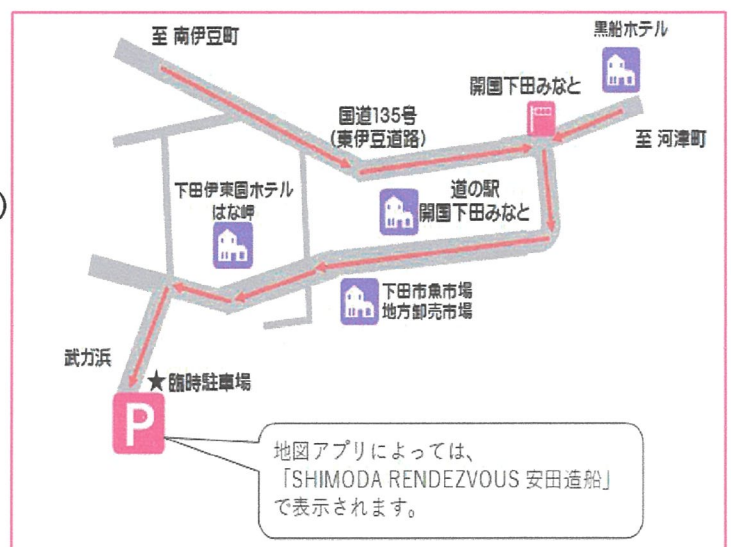 至 南伊豆町
黒船ホテル
開国下田みなと
国道135号
(東伊豆道路)
至 河津町
下田伊東園ホテル
はな岬
道の駅
開国下田みなと
下田市魚市場
地方卸売市場
武ガ浜
★臨時駐車場
P
地図アプリによっては、
「SHIMODA RENDEZVOUS 安田造船」
で表示されます。